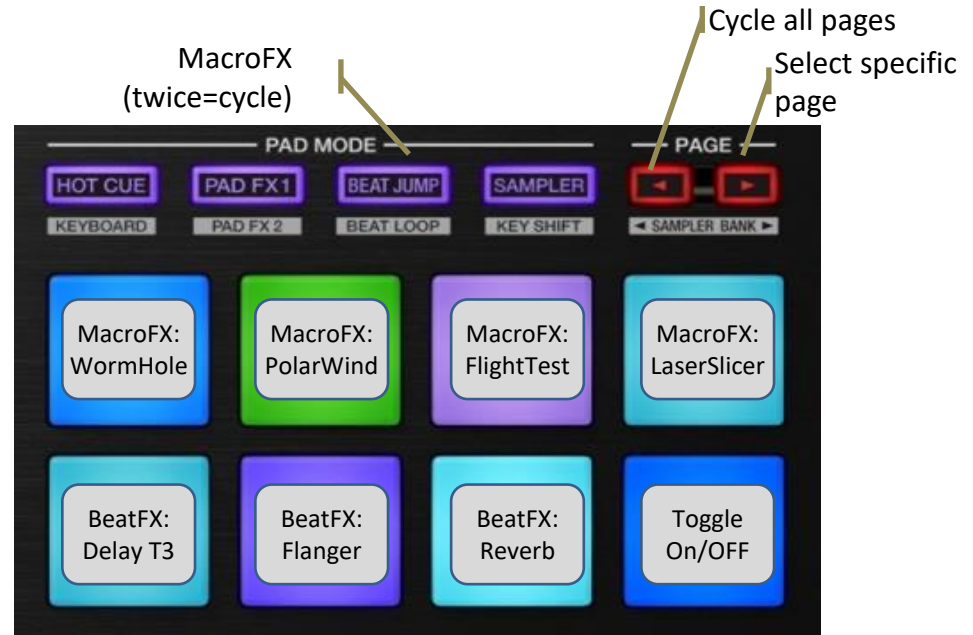 Cycle all pages
MacroFX
(twice=cycle)
Select specific
page
PAD MODE
PAGE
HOT CUE
PAD FX1
BEAT JUMP
SAMPLER
◄
►
KEYBOARD
PAD FX 2
BEAT LOOP
KEY SHIFT
◄ SAMPLER BANK ►
MacroFX:
WormHole
MacroFX:
PolarWind
MacroFX:
FlightTest
MacroFX:
LaserSlicer
BeatFX:
Delay T3
BeatFX:
Flanger
BeatFX:
Reverb
Toggle
On/OFF